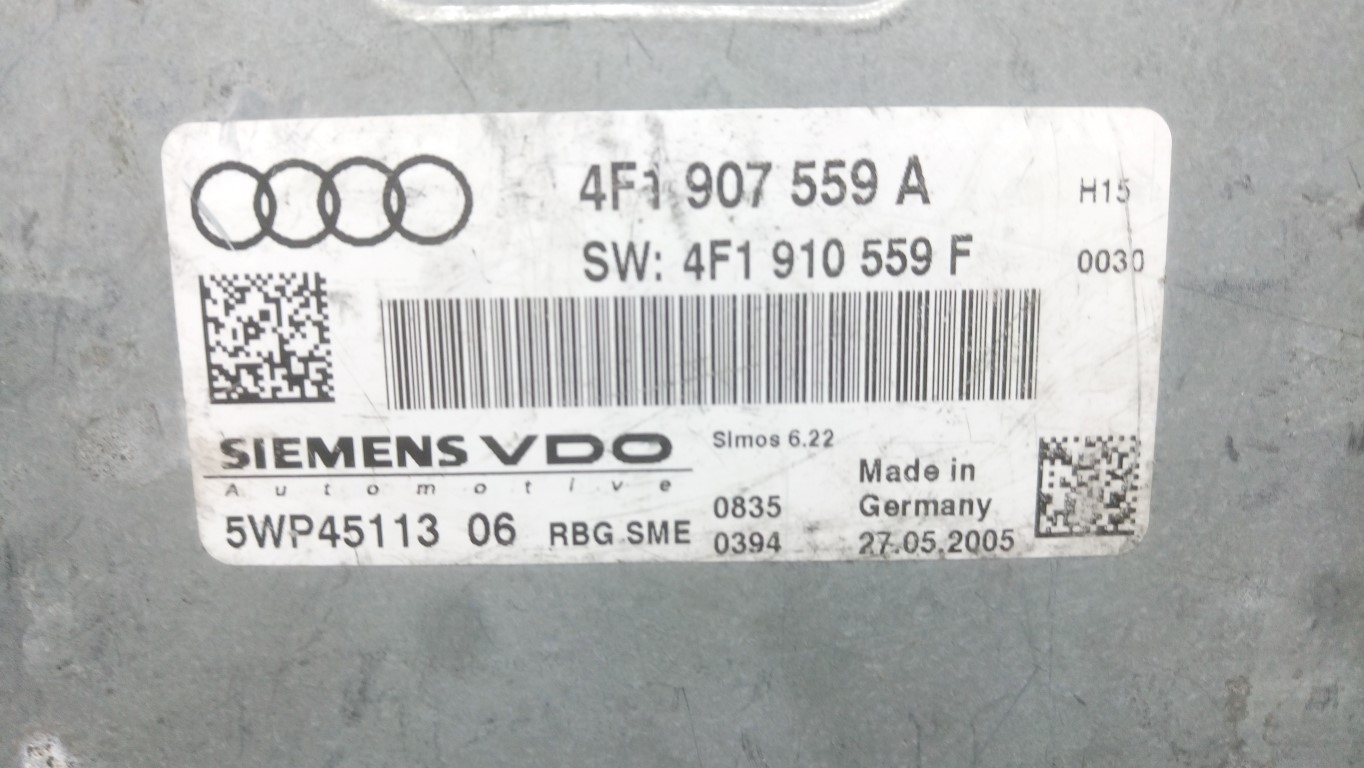 4F1 907 559 A H15
SW: 4F1 910 559 F 0030
SIEMENS VDO Simos 6.22
Automotive
Made in
0835 Germany
5WP45113 06 RBG SME
0394 27.05.2005